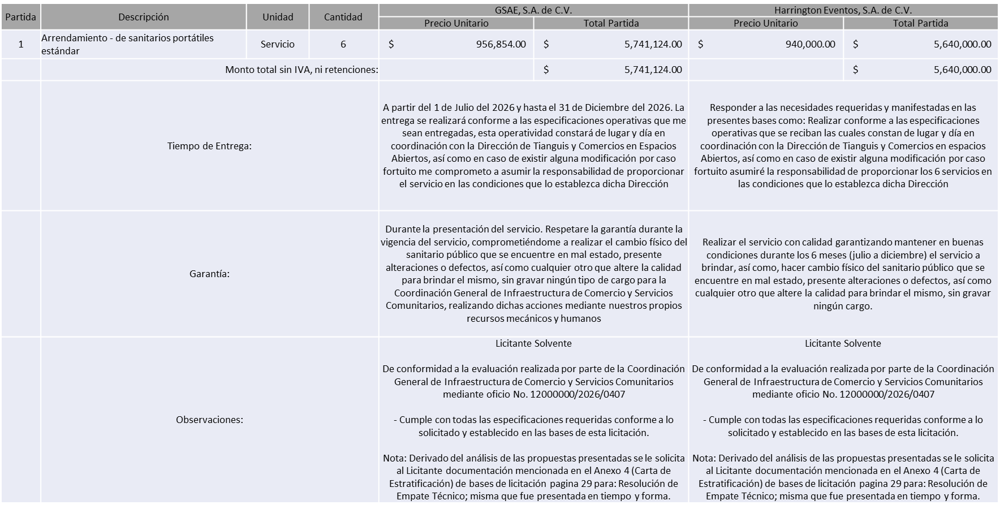 GSAE, S.A. de C.V. Harrington Eventos, S.A. de C.V.
Partida Descripción Unidad Cantidad
Precio Unitario Total Partida Precio Unitario Total Partida
1 Arrendamiento - de sanitarios portátiles estándar Servicio 6 $ 956,854.00 $ 5,741,124.00 $ 940,000.00 $ 5,640,000.00
Monto total sin IVA, ni retenciones: $ 5,741,124.00 $ 5,640,000.00
Tiempo de Entrega:
A partir del 1 de Julio del 2026 y hasta el 31 de Diciembre del 2026. La
entrega se realizará conforme a las especificaciones operativas que me
sean entregadas, esta operatividad constará de lugar y día en
coordinación con la Dirección de Tianguis y Comercios en Espacios
Abiertos, así como en caso de existir alguna modificación por caso
fortuito me comprometo a asumir la responsabilidad de proporcionar
el servicio en las condiciones que lo establezca dicha Dirección
Responder a las necesidades requeridas y manifestadas en las
presentes bases como: Realizar conforme a las especificaciones
operativas que se reciban las cuales constan de lugar y día en
coordinación con la Dirección de Tianguis y Comercios en espacios
Abiertos, así como en caso de existir alguna modificación por caso
fortuito asumiré la responsabilidad de proporcionar los 6 servicios en
las condiciones que lo establezca dicha Dirección
Garantía:
Durante la presentación del servicio. Respetare la garantía durante la
vigencia del servicio, comprometiéndome a realizar el cambio físico del
sanitario público que se encuentre en mal estado, presente
alteraciones o defectos, así como cualquier otro que altere la calidad
para brindar el mismo, sin gravar ningún tipo de cargo para la
Coordinación General de Infraestructura de Comercio y Servicios
Comunitarios, realizando dichas acciones mediante nuestros propios
recursos mecánicos y humanos
Realizar el servicio con calidad garantizando mantener en buenas
condiciones durante los 6 meses (julio a diciembre) el servicio a
brindar, así como, hacer cambio físico del sanitario público que se
encuentre en mal estado, presente alteraciones o defectos, así como
cualquier otro que altere la calidad para brindar el mismo, sin gravar
ningún cargo.
Observaciones:
Licitante Solvente
De conformidad a la evaluación realizada por parte de la Coordinación
General de Infraestructura de Comercio y Servicios Comunitarios
mediante oficio No. 12000000/2026/0407
- Cumple con todas las especificaciones requeridas conforme a lo
solicitado y establecido en las bases de esta licitación.
Nota: Derivado del análisis de las propuestas presentadas se le solicita
al Licitante documentación mencionada en el Anexo 4 (Carta de
Estratificación) de bases de licitación pagina 29 para: Resolución de
Empate Técnico; misma que fue presentada en tiempo y forma.
Licitante Solvente
De conformidad a la evaluación realizada por parte de la Coordinación
General de Infraestructura de Comercio y Servicios Comunitarios
mediante oficio No. 12000000/2026/0407
- Cumple con todas las especificaciones requeridas conforme a lo
solicitado y establecido en las bases de esta licitación.
Nota: Derivado del análisis de las propuestas presentadas se le solicita
al Licitante documentación mencionada en el Anexo 4 (Carta de
Estratificación) de bases de licitación pagina 29 para: Resolución de
Empate Técnico; misma que fue presentada en tiempo y forma.